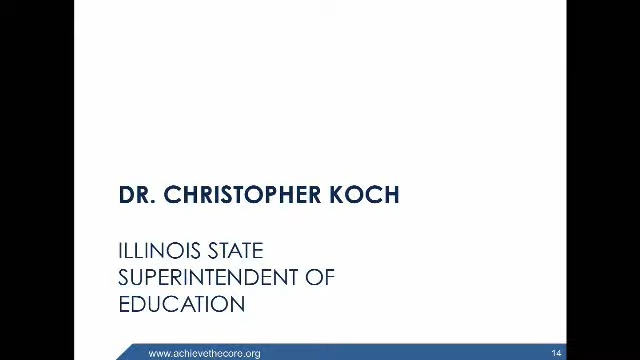 DR. CHRISTOPHER KOCH
ILLINOIS STATE
SUPERINTENDENT OF
EDUCATION
www.achievethecore.org
14